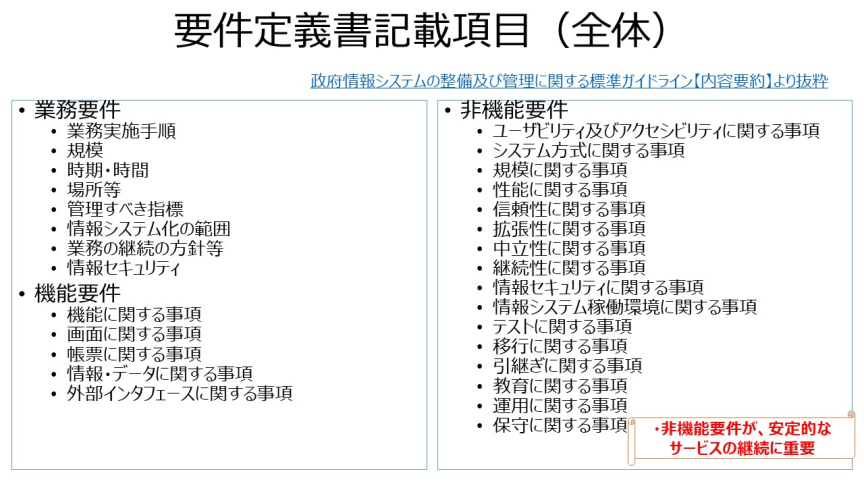 要件定義書記載項目（全体）
政府情報システムの整備及び管理に関する標準ガイドライン【内容要約】より抜粋
• 業務要件
• 業務実施手順
• 規模
• 時期・時間
• 場所等
• 管理すべき指標
• 情報システム化の範囲
• 業務の継続の方針等
• 情報セキュリティ
• 機能要件
• 機能に関する事項
• 画面に関する事項
• 帳票に関する事項
• 情報・データに関する事項
• 外部インタフェースに関する事項
• 非機能要件
• ユーザビリティ及びアクセシビリティに関する事項
• システム方式に関する事項
• 規模に関する事項
• 性能に関する事項
• 信頼性に関する事項
• 拡張性に関する事項
• 中立性に関する事項
• 継続性に関する事項
• 情報セキュリティに関する事項
• 情報システム稼働環境に関する事項
• テストに関する事項
• 移行に関する事項
• 引継ぎに関する事項
• 教育に関する事項
• 運用に関する事項
• 保守に関する事項
・非機能要件が、安定的な
サービスの継続に重要